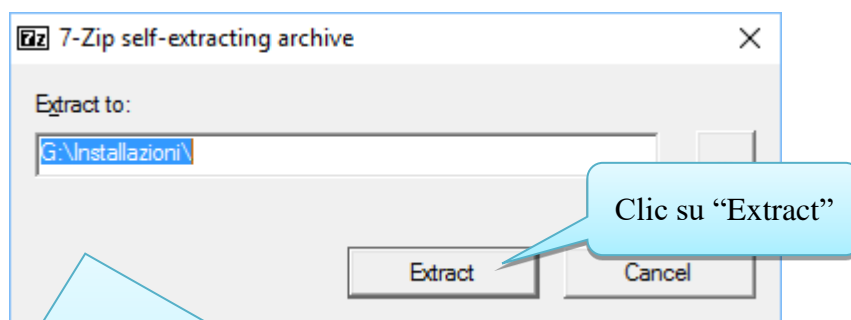 7z 7-Zip self-extracting archive
Extract to:
G:\Installazioni\
Clic su “Extract”
Extract
Cancel